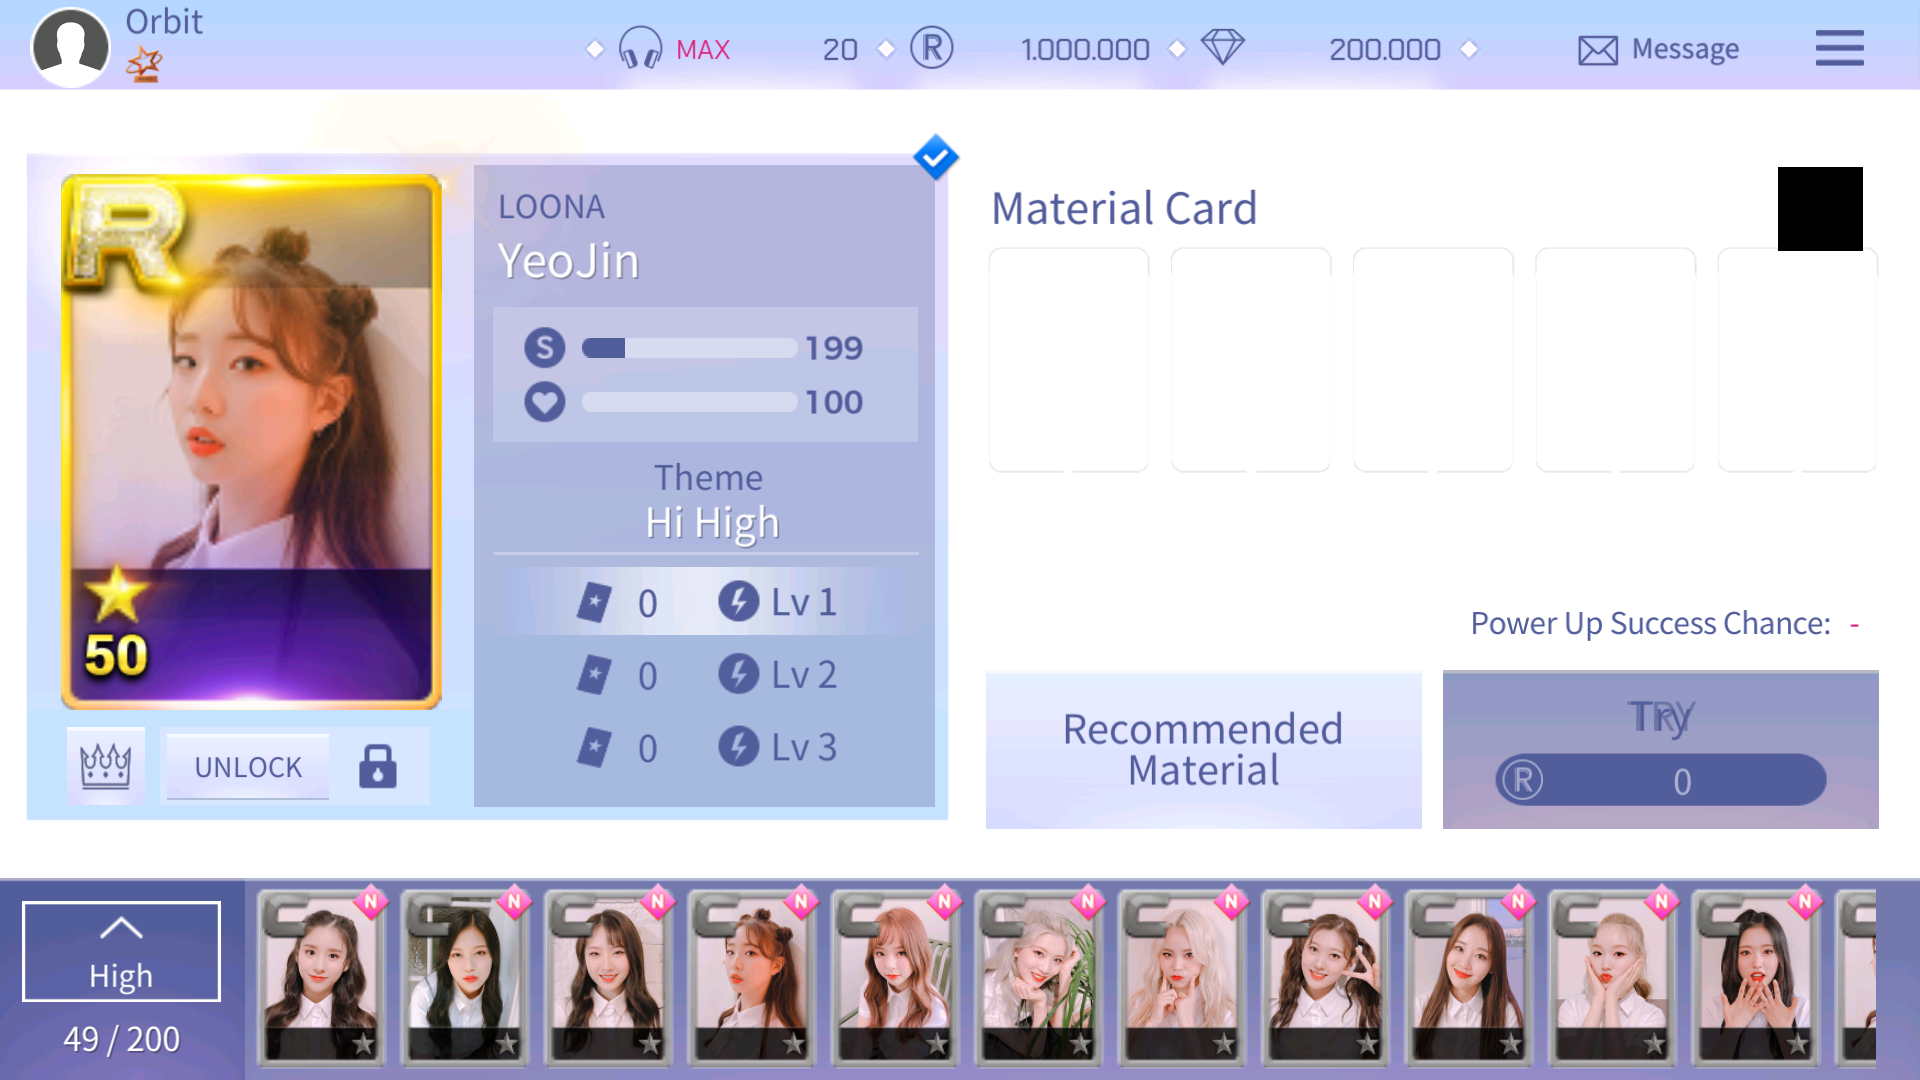 Orbit
MAX
20
R
1.000.000
200.000
Message
R
50
UNLOCK
LOONA
YeoJin
S 199
100
Theme
Hi High
0 Lv 1
0 Lv 2
0 Lv 3
Material Card
Power Up Success Chance: -
Recommended
Material
Try
R 0
High
49 / 200
C N C N C N C N C N C N C N C N C N C N C N C